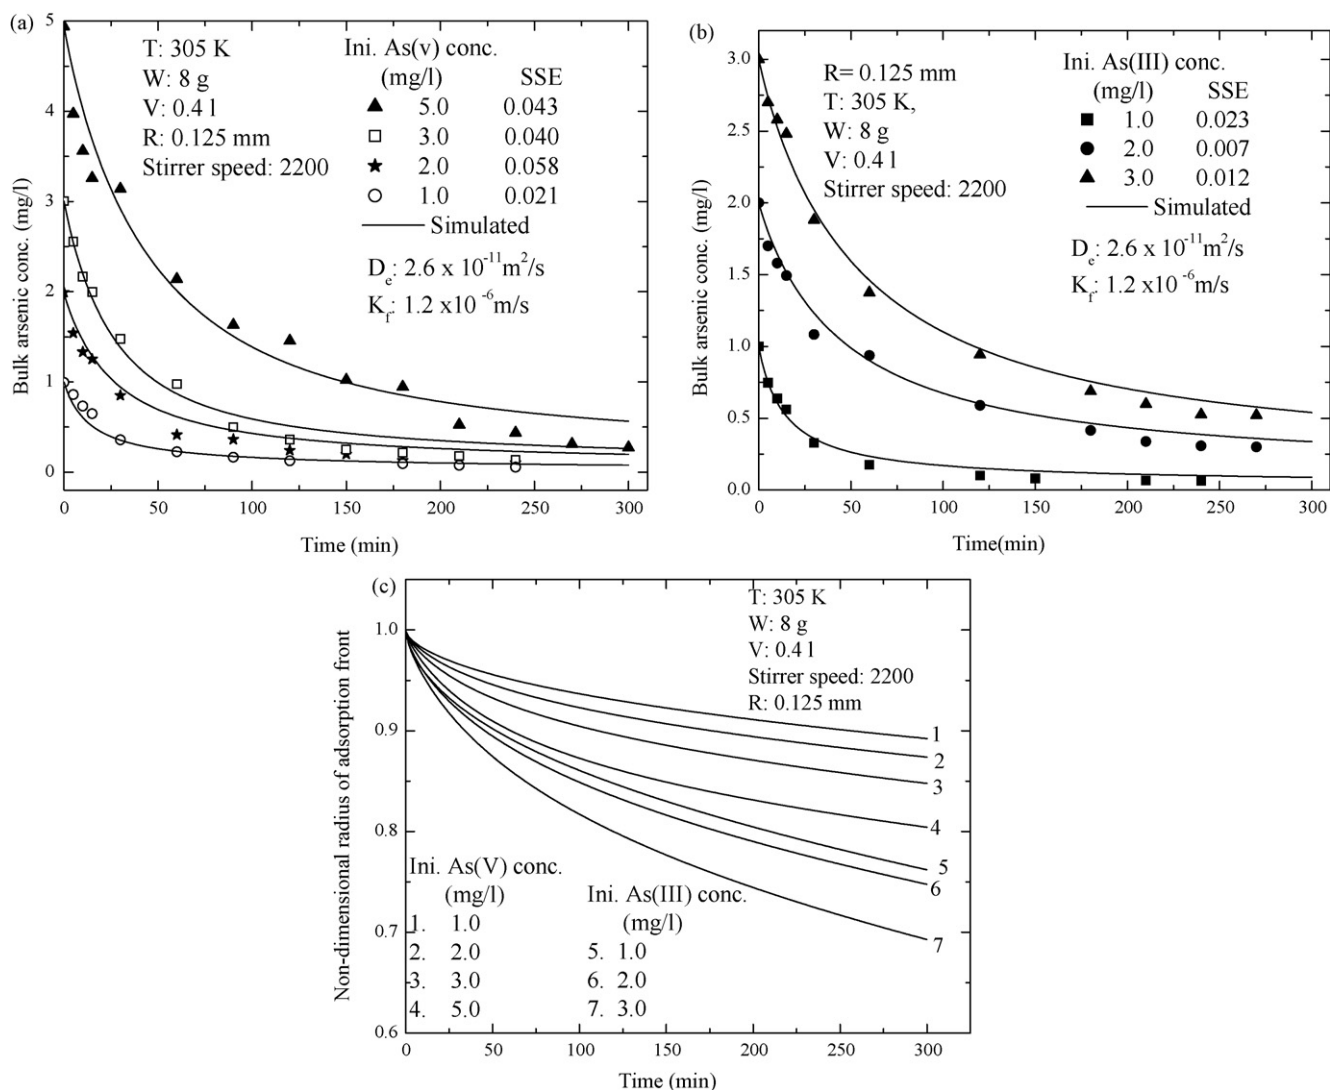 (a)
T: 305 K
W: 8 g
V: 0.4 l
R: 0.125 mm
Stirrer speed: 2200
Ini. As(v) conc.
(mg/l) SSE
5.0 0.043
3.0 0.040
2.0 0.058
1.0 0.021
Simulated
De: 2.6 x 10-11m2/s
Kf: 1.2 x10 -6m/s
Bulk arsenic conc. (mg/l)
5
4
3
2
1
0
0 50 100 150 200 250 300
Time (min)
(b)
R= 0.125 mm
T: 305 K,
W: 8 g
V: 0.4 l
Stirrer speed: 2200
Ini. As(III) conc.
(mg/l) SSE
1.0 0.023
2.0 0.007
3.0 0.012
Simulated
De: 2.6 x 10-11m2/s
Kf: 1.2 x10 -6m/s
Bulk arsenic conc. (mg/l)
3.0
2.5
2.0
1.5
1.0
0.5
0.0
0 50 100 150 200 250 300
Time(min)
(c)
T: 305 K
W: 8 g
V: 0.4 l
Stirrer speed: 2200
R: 0.125 mm
Non-dimensional radius of adsorption front
1.0
0.9
0.8
0.7
0.6
1
2
3
4
5
6
7
Ini. As(V) conc.
(mg/l)
1. 1.0
2. 2.0
3. 3.0
4. 5.0
Ini. As(III) conc.
(mg/l)
5. 1.0
6. 2.0
7. 3.0
0 50 100 150 200 250 300
Time (min)